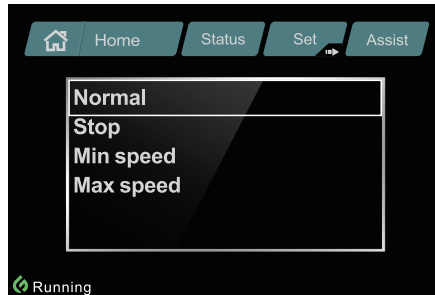 Home Status Set Assist
Normal
Stop
Min speed
Max speed
Running